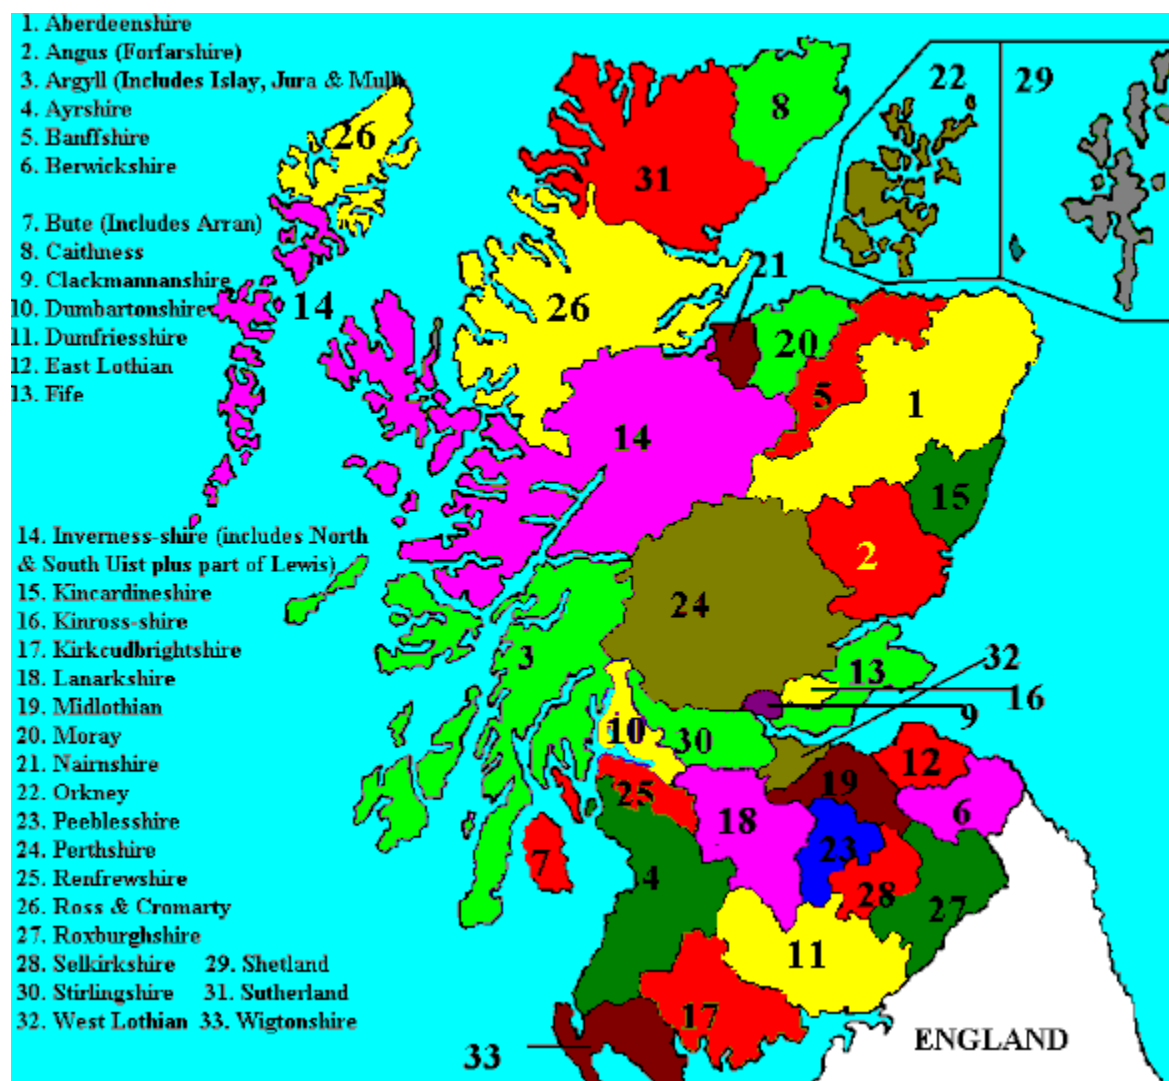 1. Aberdeenshire
2. Angus (Forfarshire)
3. Argyll (Includes Islay, Jura & Mull)
4. Ayrshire
5. Banffshire
6. Berwickshire
7. Bute (Includes Arran)
8. Caithness
9. Clackmannanshire
10. Dumbartonshire
11. Dumfriesshire
12. East Lothian
13. Fife
14. Inverness-shire (includes North
& South Uist plus part of Lewis)
15. Kincardineshire
16. Kinross-shire
17. Kirkcudbrightshire
18. Lanarkshire
19. Midlothian
20. Moray
21. Nairnshire
22. Orkney
23. Peeblesshire
24. Perthshire
25. Renfrewshire
26. Ross & Cromarty
27. Roxburghshire
28. Selkirkshire 29. Shetland
30. Stirlingshire 31. Sutherland
32. West Lothian 33. Wigtonshire
22
29
8
26
31
21
14
26
20
5
1
14
15
2
24
3
13
32
16
9
10
30
12
25
19
6
18
23
7
4
28
27
11
17
33
ENGLAND